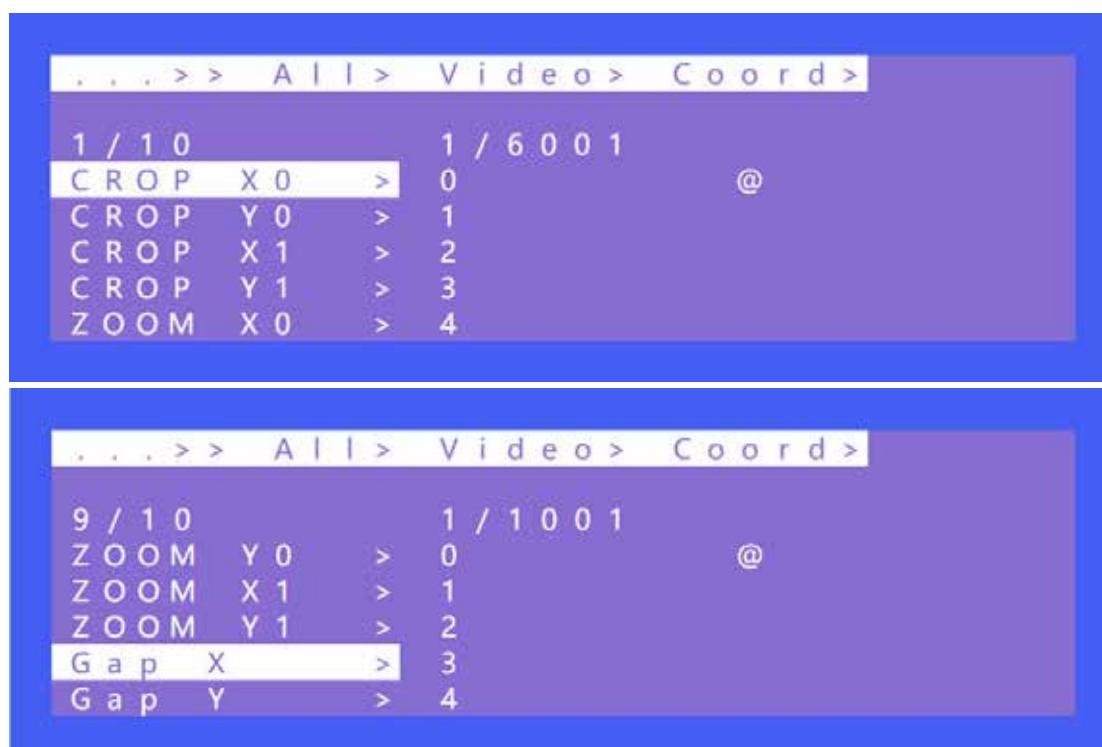 ...>> All> Video> Coord>
1/10 1/6001
CROP X0 > 0 @
CROP Y0 > 1
CROP X1 > 2
CROP Y1 > 3
ZOOM X0 > 4
...>> All> Video> Coord>
9/10 1/1001
ZOOM Y0 > 0 @
ZOOM X1 > 1
ZOOM Y1 > 2
Gap X > 3
Gap Y > 4